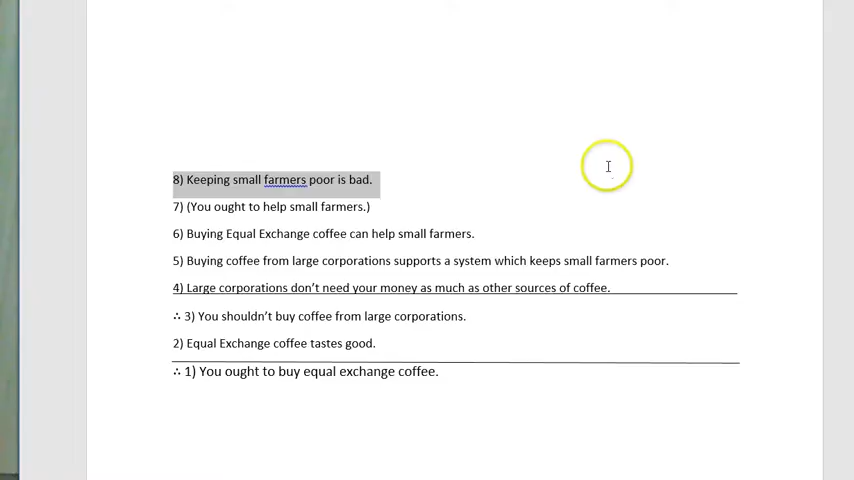 8) Keeping small farmers poor is bad.
7) (You ought to help small farmers.)
6) Buying Equal Exchange coffee can help small farmers.
5) Buying coffee from large corporations supports a system which keeps small farmers poor.
4) Large corporations don’t need your money as much as other sources of coffee.
∴ 3) You shouldn’t buy coffee from large corporations.
2) Equal Exchange coffee tastes good.
∴ 1) You ought to buy equal exchange coffee.